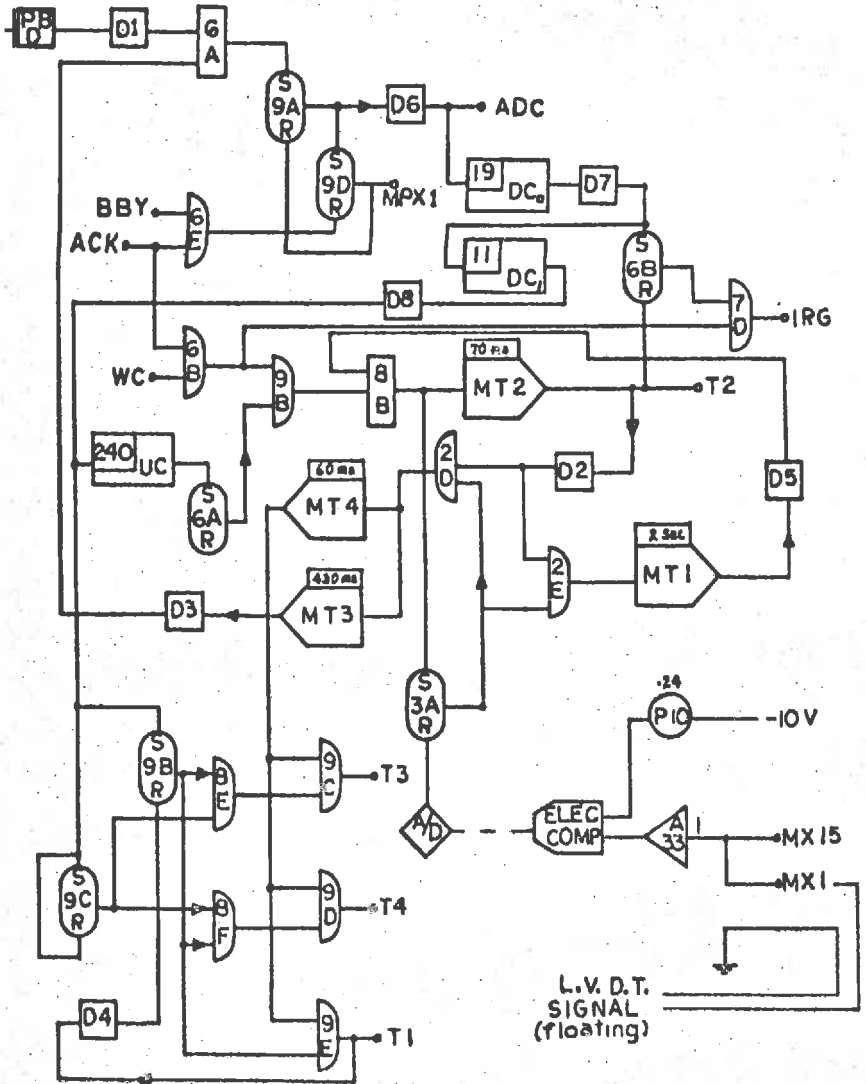 PB
D
D1
6
A
S
9A
R
D6
ADC
S
9D
R
MPX1
19
DC₀
D7
BBY
6
E
ACK
11
DC₁
S
6B
R
D8
7
D
IRG
6
B
WC
9
B
8
B
70 ms
MT2
T2
240
UC
S
6A
R
60 ms
MT4
2
D
D2
D5
2 Sec
MT1
2
E
430 ms
MT3
D3
S
3A
R
.24
P10
-10V
S
9B
R
8
E
9
C
T3
A/D
ELEC
COMP
A
33
1
MX15
MX1
S
9C
R
8
F
9
D
T4
L.V.D.T.
SIGNAL
(floating)
D4
9
E
T1